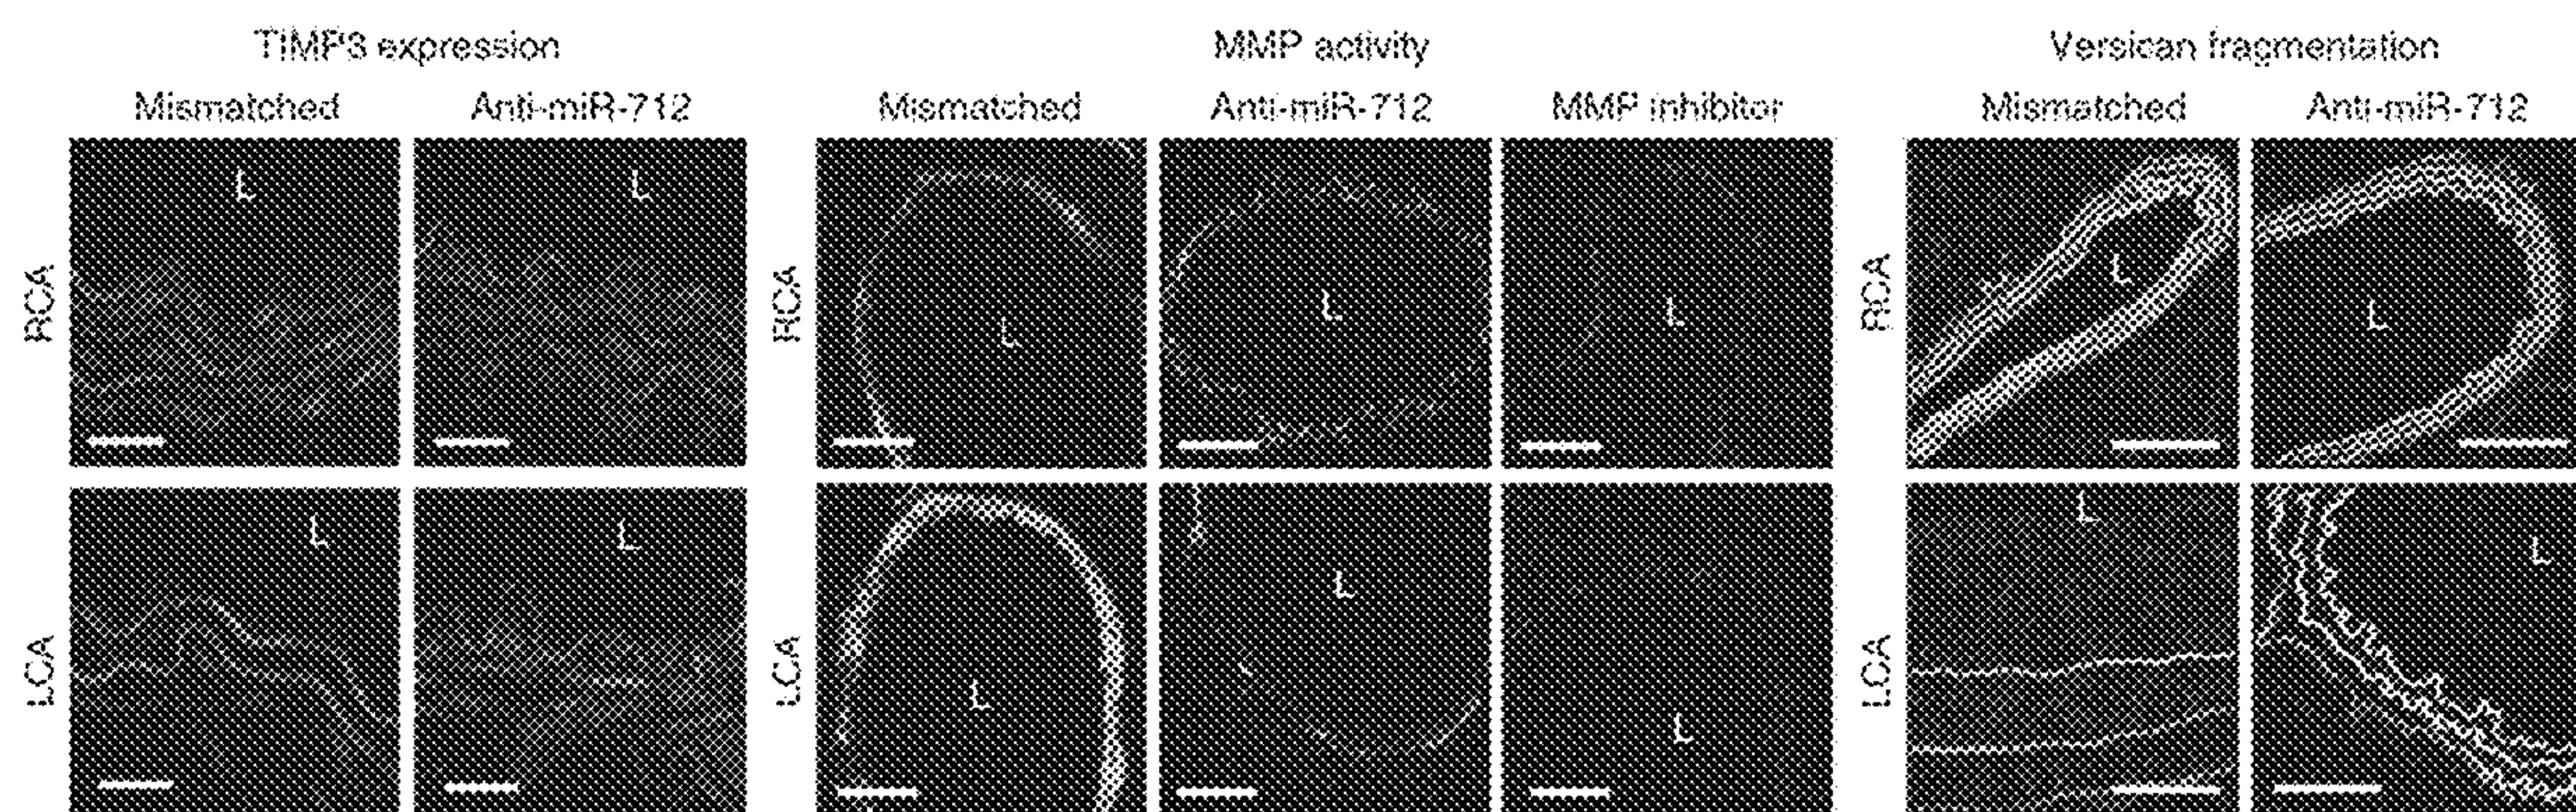 TIMP3 expression
MMP activity
Versican fragmentation
Mismatched
Anti-miR-712
Mismatched
Anti-miR-712
MMP inhibitor
Mismatched
Anti-miR-712
RCA
L
L
RCA
L
L
L
RCA
L
L
LCA
L
L
LCA
L
L
L
LCA
L
L